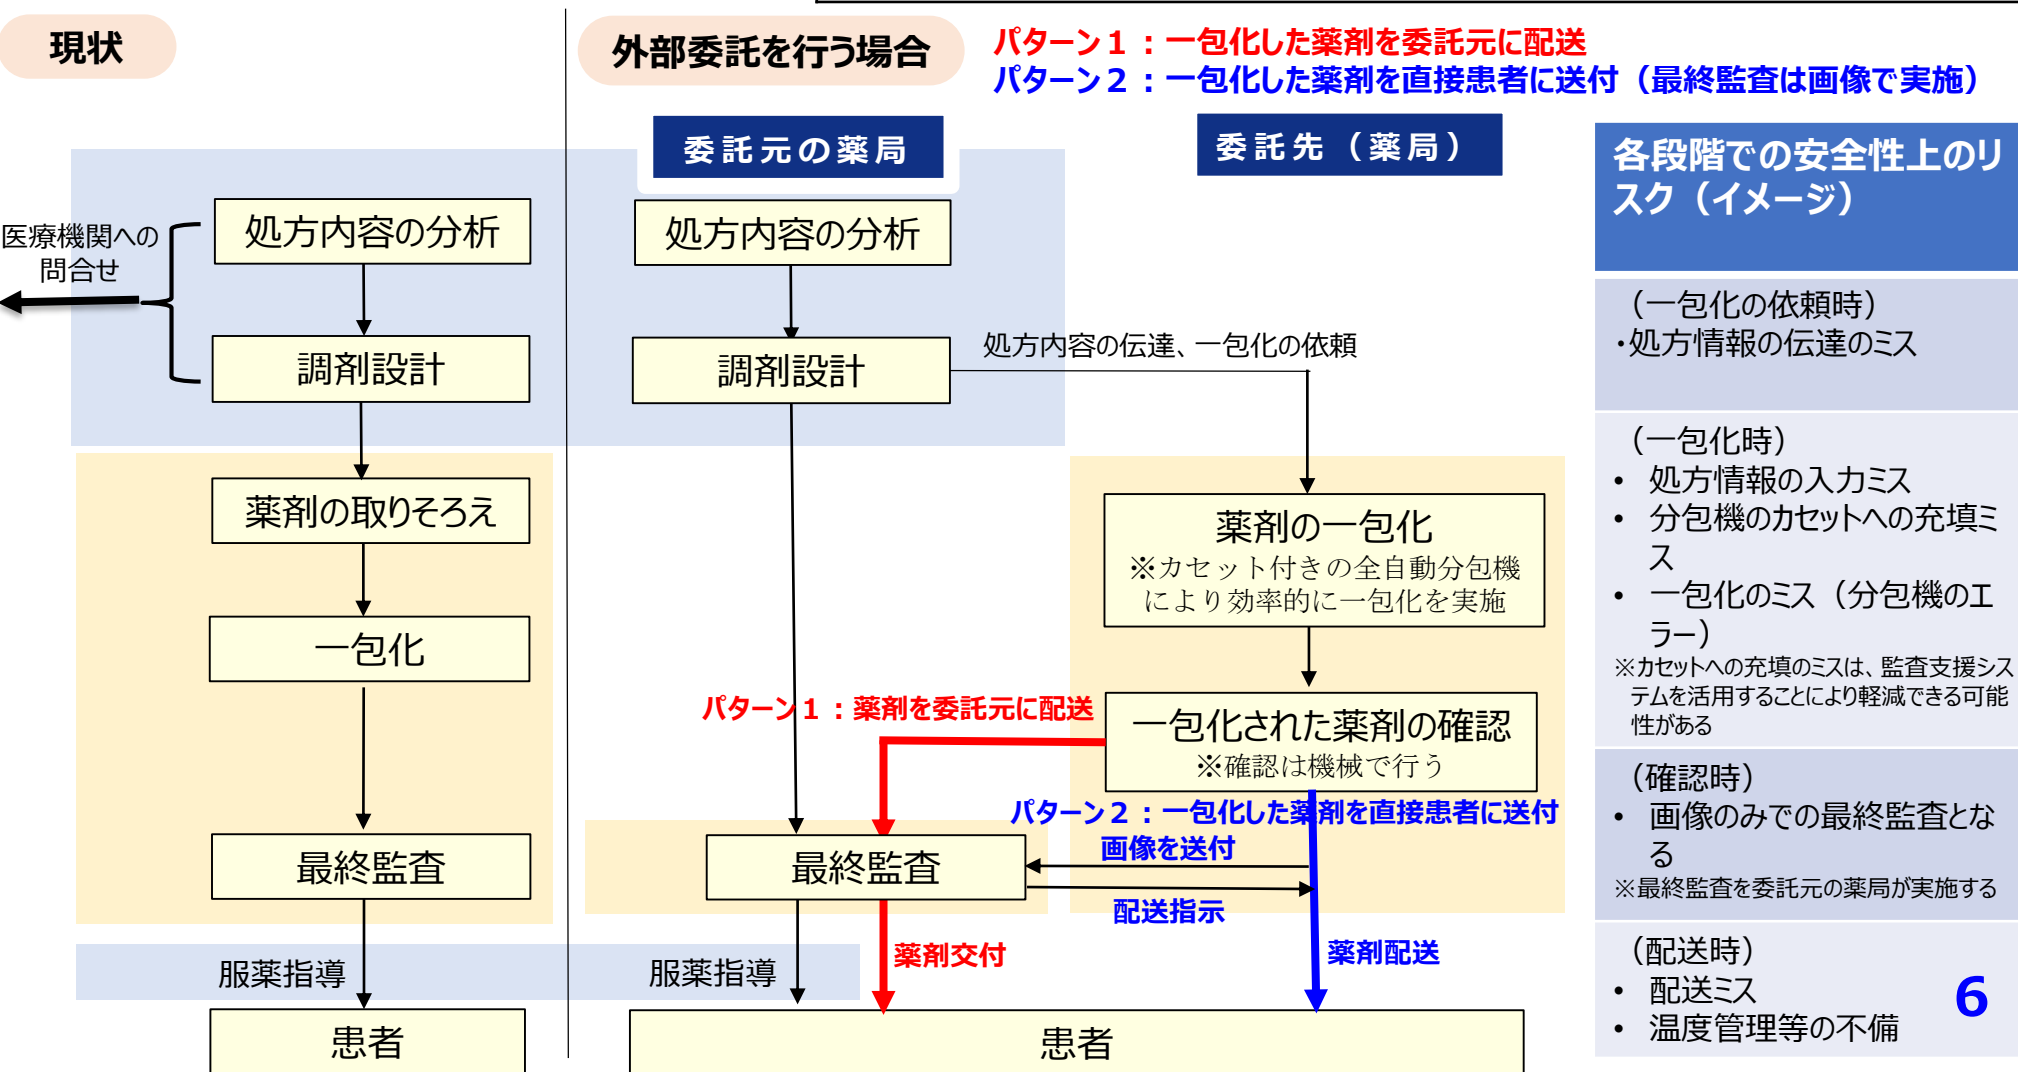 現状
外部委託を行う場合
パターン１：一包化した薬剤を委託元に配送
パターン２：一包化した薬剤を直接患者に送付（最終監査は画像で実施）
医療機関への
問合せ
処方内容の分析
調剤設計
薬剤の取りそろえ
一包化
最終監査
服薬指導
患者
委託元の薬局
処方内容の分析
調剤設計
処方内容の伝達、一包化の依頼
委託先（薬局）
薬剤の一包化
※カセット付きの全自動分包機
により効率的に一包化を実施
一包化された薬剤の確認
※確認は機械で行う
パターン１：薬剤を委託元に配送
パターン２：一包化した薬剤を直接患者に送付
画像を送付
最終監査
配送指示
薬剤交付
薬剤配送
服薬指導
患者
各段階での安全性上のリ
スク（イメージ）
（一包化の依頼時）
・処方情報の伝達のミス
（一包化時）
• 処方情報の入力ミス
• 分包機のカセットへの充填ミ
ス
• 一包化のミス（分包機のエ
ラー）
※カセットへの充填のミスは、監査支援シス
テムを活用することにより軽減できる可能
性がある
（確認時）
• 画像のみでの最終監査とな
る
※最終監査を委託元の薬局が実施する
（配送時）
• 配送ミス
• 温度管理等の不備
6